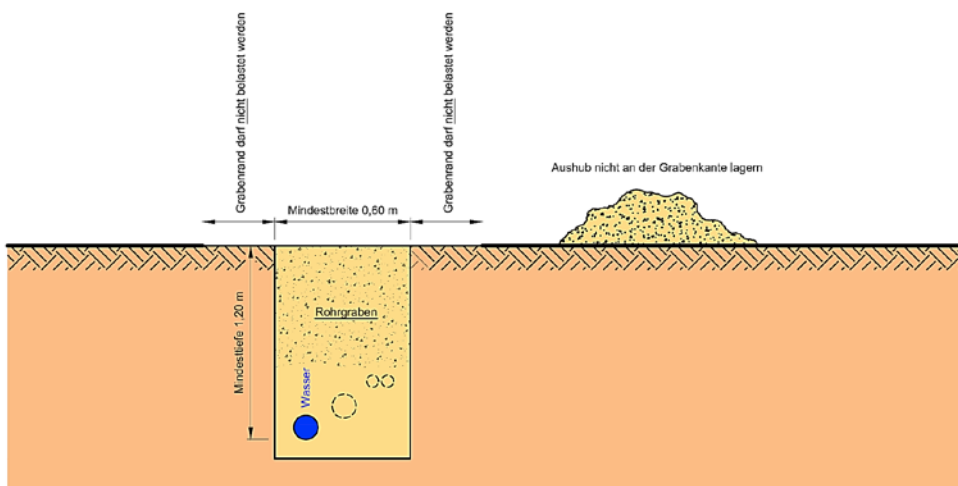 Grabenrand darf nicht belastet werden
Grabenrand darf nicht belastet werden
Aushub nicht an der Grabenkante lagern
Mindestbreite 0,60 m
Mindesttiefe 1,20 m
Rohrgraben
Wasser